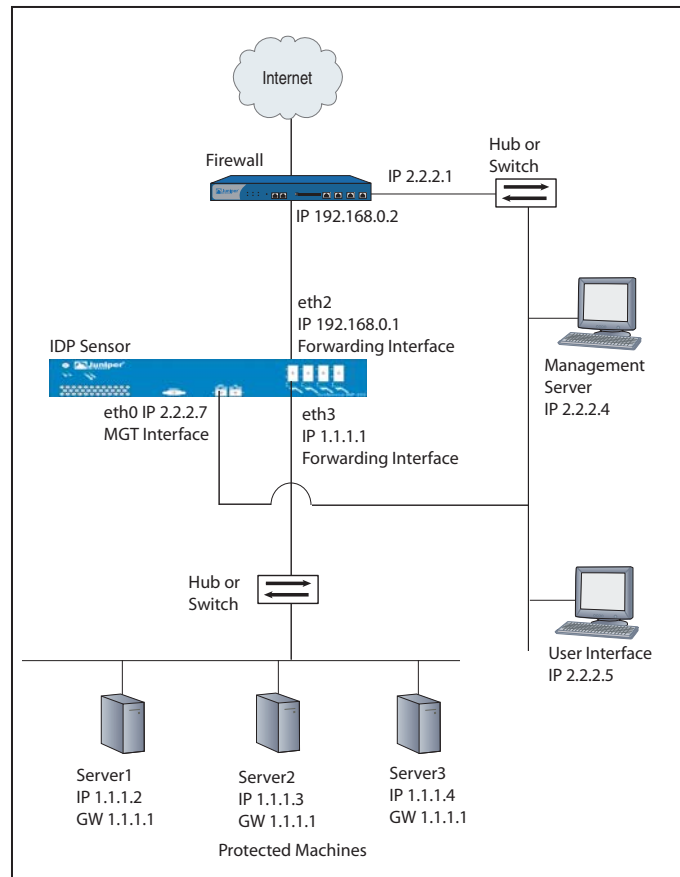 Internet
Firewall
Hub or
Switch
IP 2.2.2.1
IP 192.168.0.2
eth2
IP 192.168.0.1
Forwarding Interface
IDP Sensor
Juniper
eth0 IP 2.2.2.7
MGT Interface
eth3
IP 1.1.1.1
Forwarding Interface
Management
Server
IP 2.2.2.4
Hub or
Switch
User Interface
IP 2.2.2.5
Server1
IP 1.1.1.2
GW 1.1.1.1
Server2
IP 1.1.1.3
GW 1.1.1.1
Server3
IP 1.1.1.4
GW 1.1.1.1
Protected Machines